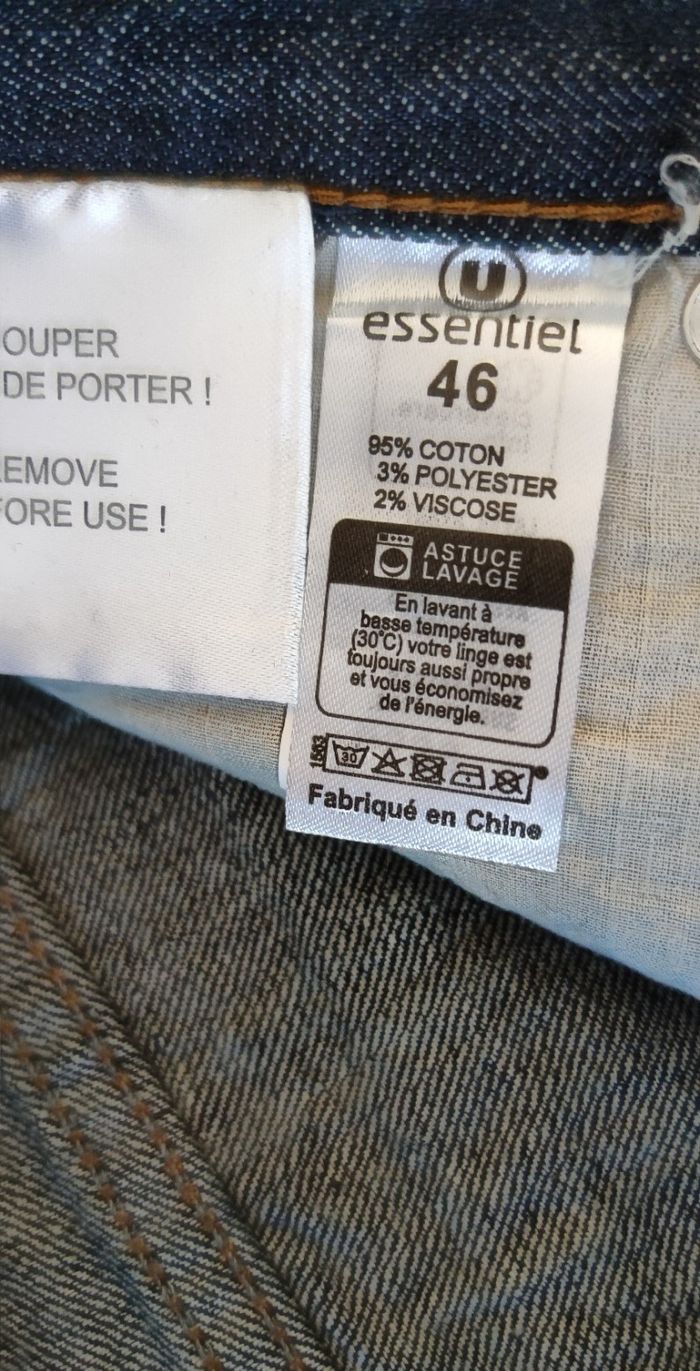 OUPER
DE PORTER !
REMOVE
FORE USE !
U
essentiel
46
95% COTON
3% POLYESTER
2% VISCOSE
ASTUCE
LAVAGE
En lavant à
basse température
(30°C) votre linge est
toujours aussi propre
et vous économisez
de l'énergie.
30
Fabriqué en Chine